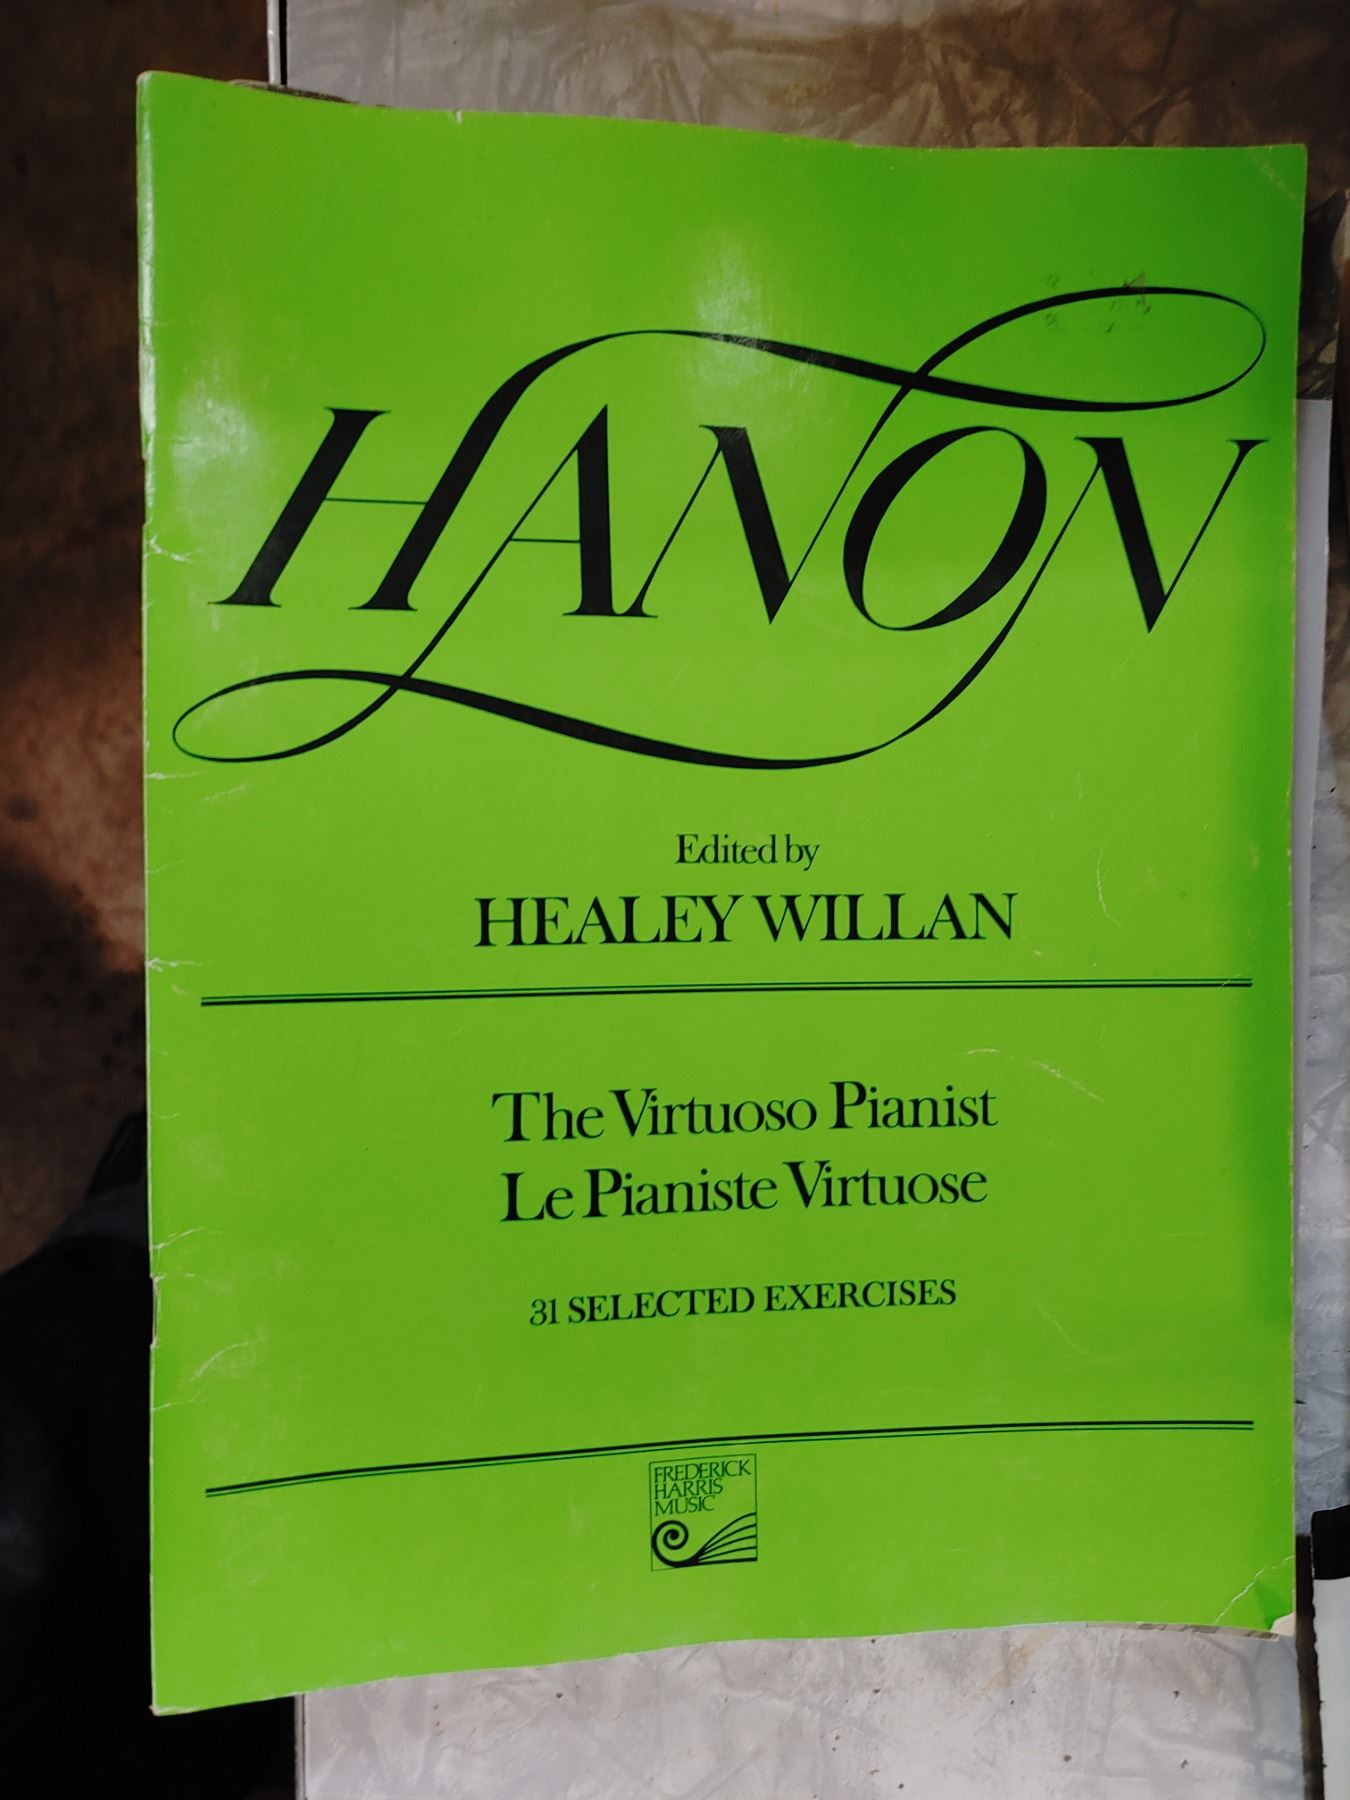 HANON
Edited by
HEALEY WILLAN
The Virtuoso Pianist
Le Pianiste Virtuose
31 SELECTED EXERCISES
FREDERICK
HARRIS
MUSIC